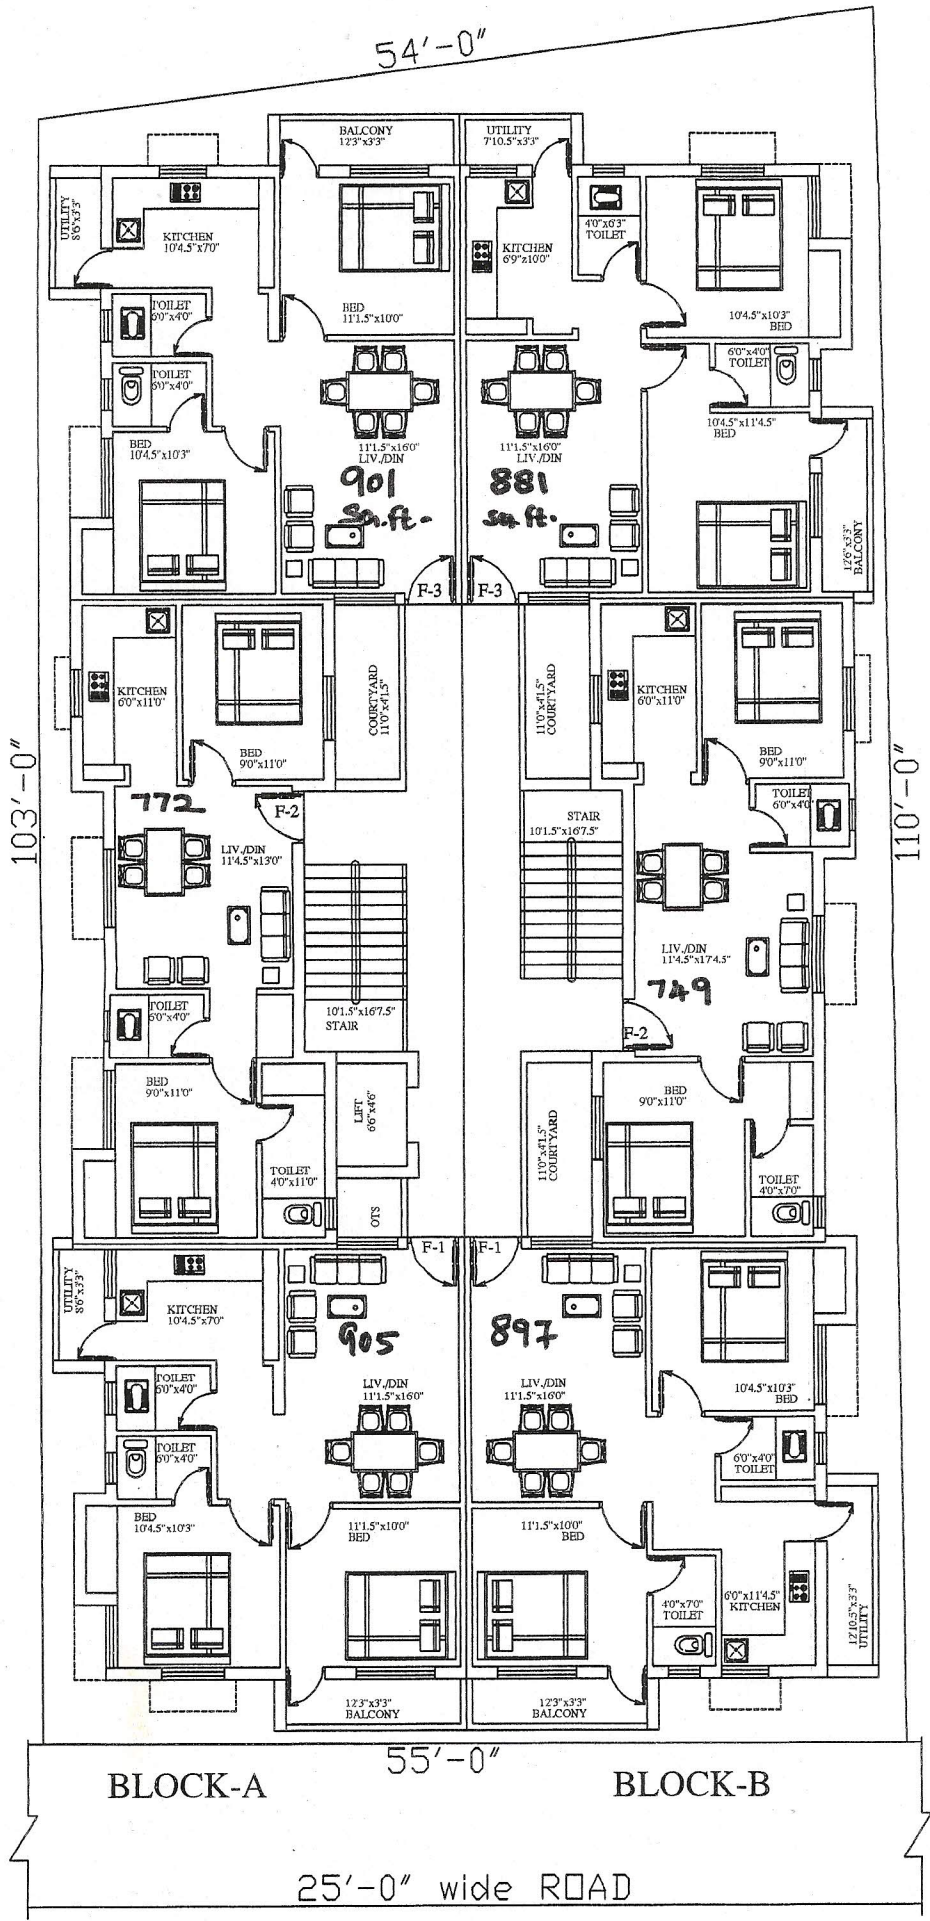 54'-0"
BALCONY
12'3"x3'3"
UTILITY
7'10.5"x3'3"
UTILITY
8'6"x3'3"
KITCHEN
10'4.5"x7'0"
BED
11'1.5"x10'0"
KITCHEN
6'9"z10'0"
4'0"x6'3"
TOILET
10'4.5"x10'3"
BED
TOILET
6'0"x4'0"
TOILET
6'0"x4'0"
6'0"x4'0"
TOILET
BED
10'4.5"x10'3"
11'1.5"x16'0"
LIV./DIN
901
Sq.ft.
11'1.5"x16'0"
LIV./DIN
881
sq.ft.
10'4.5"x11'4.5"
BED
12'6"x3'3"
BALCONY
F-3
F-3
KITCHEN
6'0"x11'0"
BED
9'0"x11'0"
COURTYARD
11'0"x4'1.5"
11'0"x4'1.5"
COURTYARD
KITCHEN
6'0"x11'0"
BED
9'0"x11'0"
103'-0"
110'-0"
772
F-2
LIV./DIN
11'4.5"x13'0"
STAIR
10'1.5"x16'7.5"
TOILET
6'0"x4'0"
LIV./DIN
11'4.5"x17'4.5"
749
F-2
TOILET
6'0"x4'0"
10'1.5"x16'7.5"
STAIR
BED
9'0"x11'0"
LIFT
6'6"x4'6"
11'0"x4'1.5"
COURTYARD
BED
9'0"x11'0"
TOILET
4'0"x11'0"
OTS
TOILET
4'0"x7'0"
F-1
F-1
UTILITY
8'6"x3'3"
KITCHEN
10'4.5"x7'0"
905
897
TOILET
6'0"x4'0"
LIV./DIN
11'1.5"x16'0"
LIV./DIN
11'1.5"x16'0"
10'4.5"x10'3"
BED
TOILET
6'0"x4'0"
6'0"x4'0"
TOILET
BED
10'4.5"x10'3"
11'1.5"x10'0"
BED
11'1.5"x10'0"
BED
4'0"x7'0"
TOILET
6'0"x11'4.5"
KITCHEN
12'10.5"x3'3"
UTILITY
12'3"x3'3"
BALCONY
12'3"x3'3"
BALCONY
55'-0"
BLOCK-A
BLOCK-B
25'-0" wide ROAD